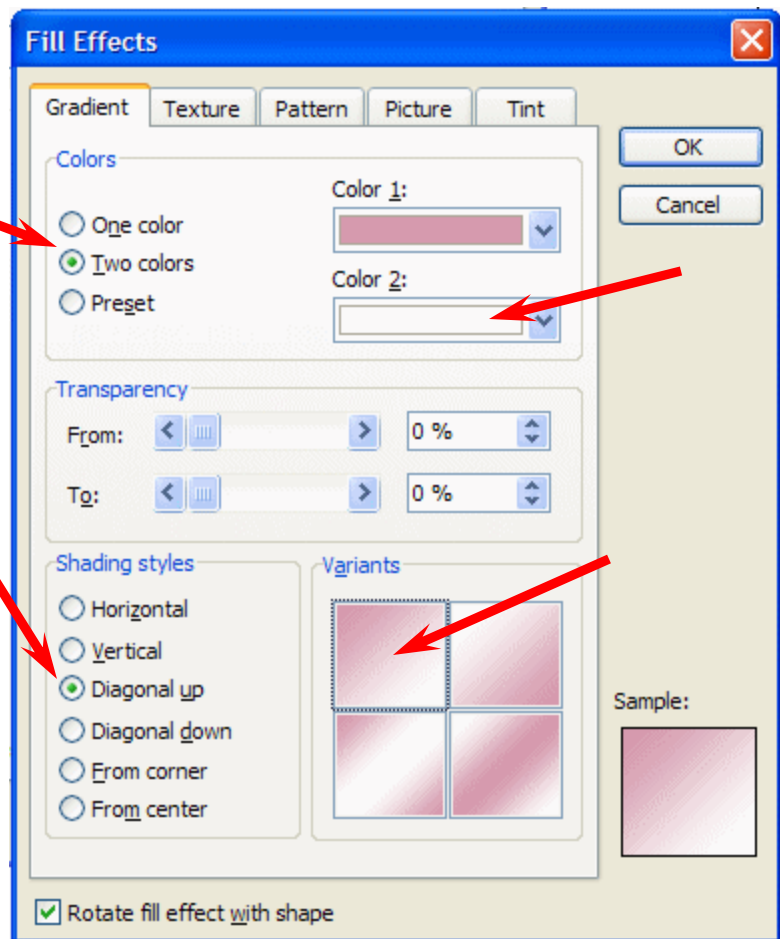 Fill Effects
Gradient Texture Pattern Picture Tint
OK
Cancel
Colors
One color
Two colors
Preset
Color 1:
Color 2:
Transparency
From: 0 %
To: 0 %
Shading styles
Horizontal
Vertical
Diagonal up
Diagonal down
From corner
From center
Variants
Sample:
Rotate fill effect with shape